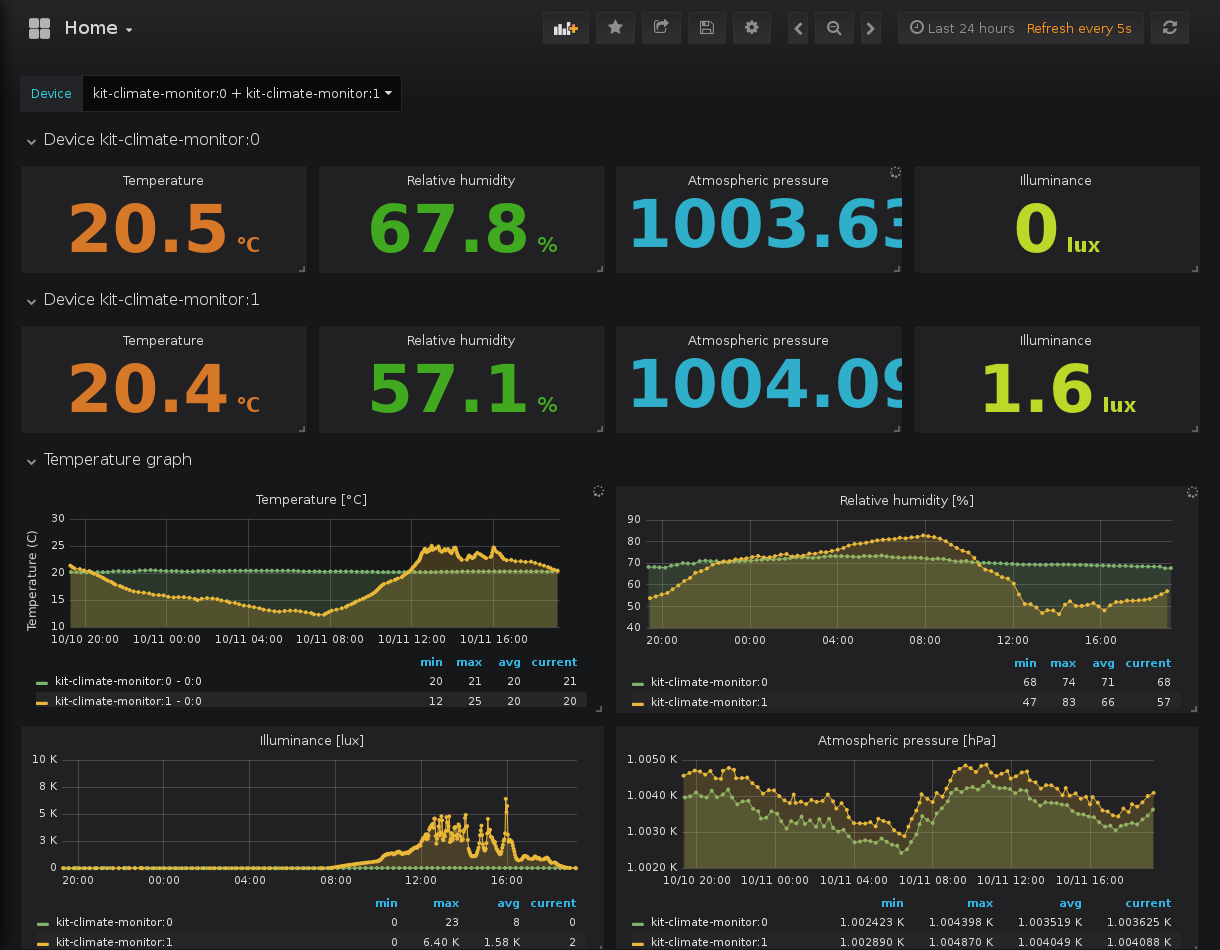 Home
Last 24 hours Refresh every 5s
Device kit-climate-monitor:0 + kit-climate-monitor:1
Device kit-climate-monitor:0
Temperature Relative humidity Atmospheric pressure Illuminance
20.5 °C 67.8 % 1003.63 0 lux
Device kit-climate-monitor:1
Temperature Relative humidity Atmospheric pressure Illuminance
20.4 °C 57.1 % 1004.09 1.6 lux
Temperature graph
Temperature [°C]
Temperature (C)
30
25
20
15
10
10/10 20:00 10/11 00:00 10/11 04:00 10/11 08:00 10/11 12:00 10/11 16:00
min max avg current
kit-climate-monitor:0 - 0:0 20 21 20 21
kit-climate-monitor:1 - 0:0 12 25 20 20
Relative humidity [%]
90
80
70
60
50
40
20:00 00:00 04:00 08:00 12:00 16:00
min max avg current
kit-climate-monitor:0 68 74 71 68
kit-climate-monitor:1 47 83 66 57
Illuminance [lux]
10 K
8 K
5 K
3 K
0
20:00 00:00 04:00 08:00 12:00 16:00
min max avg current
kit-climate-monitor:0 0 23 8 0
kit-climate-monitor:1 0 6.40 K 1.58 K 2
Atmospheric pressure [hPa]
1.0050 K
1.0040 K
1.0030 K
1.0020 K
10/10 20:00 10/11 00:00 10/11 04:00 10/11 08:00 10/11 12:00 10/11 16:00
min max avg current
kit-climate-monitor:0 1.002423 K 1.004398 K 1.003519 K 1.003625 K
kit-climate-monitor:1 1.002890 K 1.004870 K 1.004049 K 1.004088 K